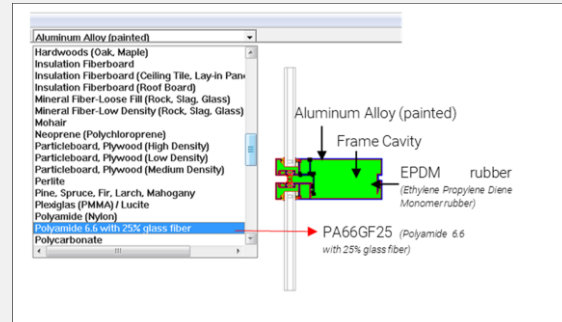 Aluminum Alloy (painted)
Hardwoods (Oak, Maple)
Insulation Fiberboard
Insulation Fiberboard (Ceiling Tile, Lay-in Pane
Insulation Fiberboard (Roof Board)
Mineral Fiber-Loose Fill (Rock, Slag, Glass)
Mineral Fiber-Low Density (Rock, Slag, Glass)
Mohair
Neoprene (Polychloroprene)
Particleboard, Plywood (High Density)
Particleboard, Plywood (Low Density)
Particleboard, Plywood (Medium Density)
Perlite
Pine, Spruce, Fir, Larch, Mahogany
Plexiglas (PMMA) / Lucite
Polyamide (Nylon)
Polyamide 6.6 with 25% glass fiber
Polycarbonate
Aluminum Alloy (painted)
Frame Cavity
EPDM rubber
(Ethylene Propylene Diene
Monomer rubber)
PA66GF25 (Polyamide 6.6
with 25% glass fiber)